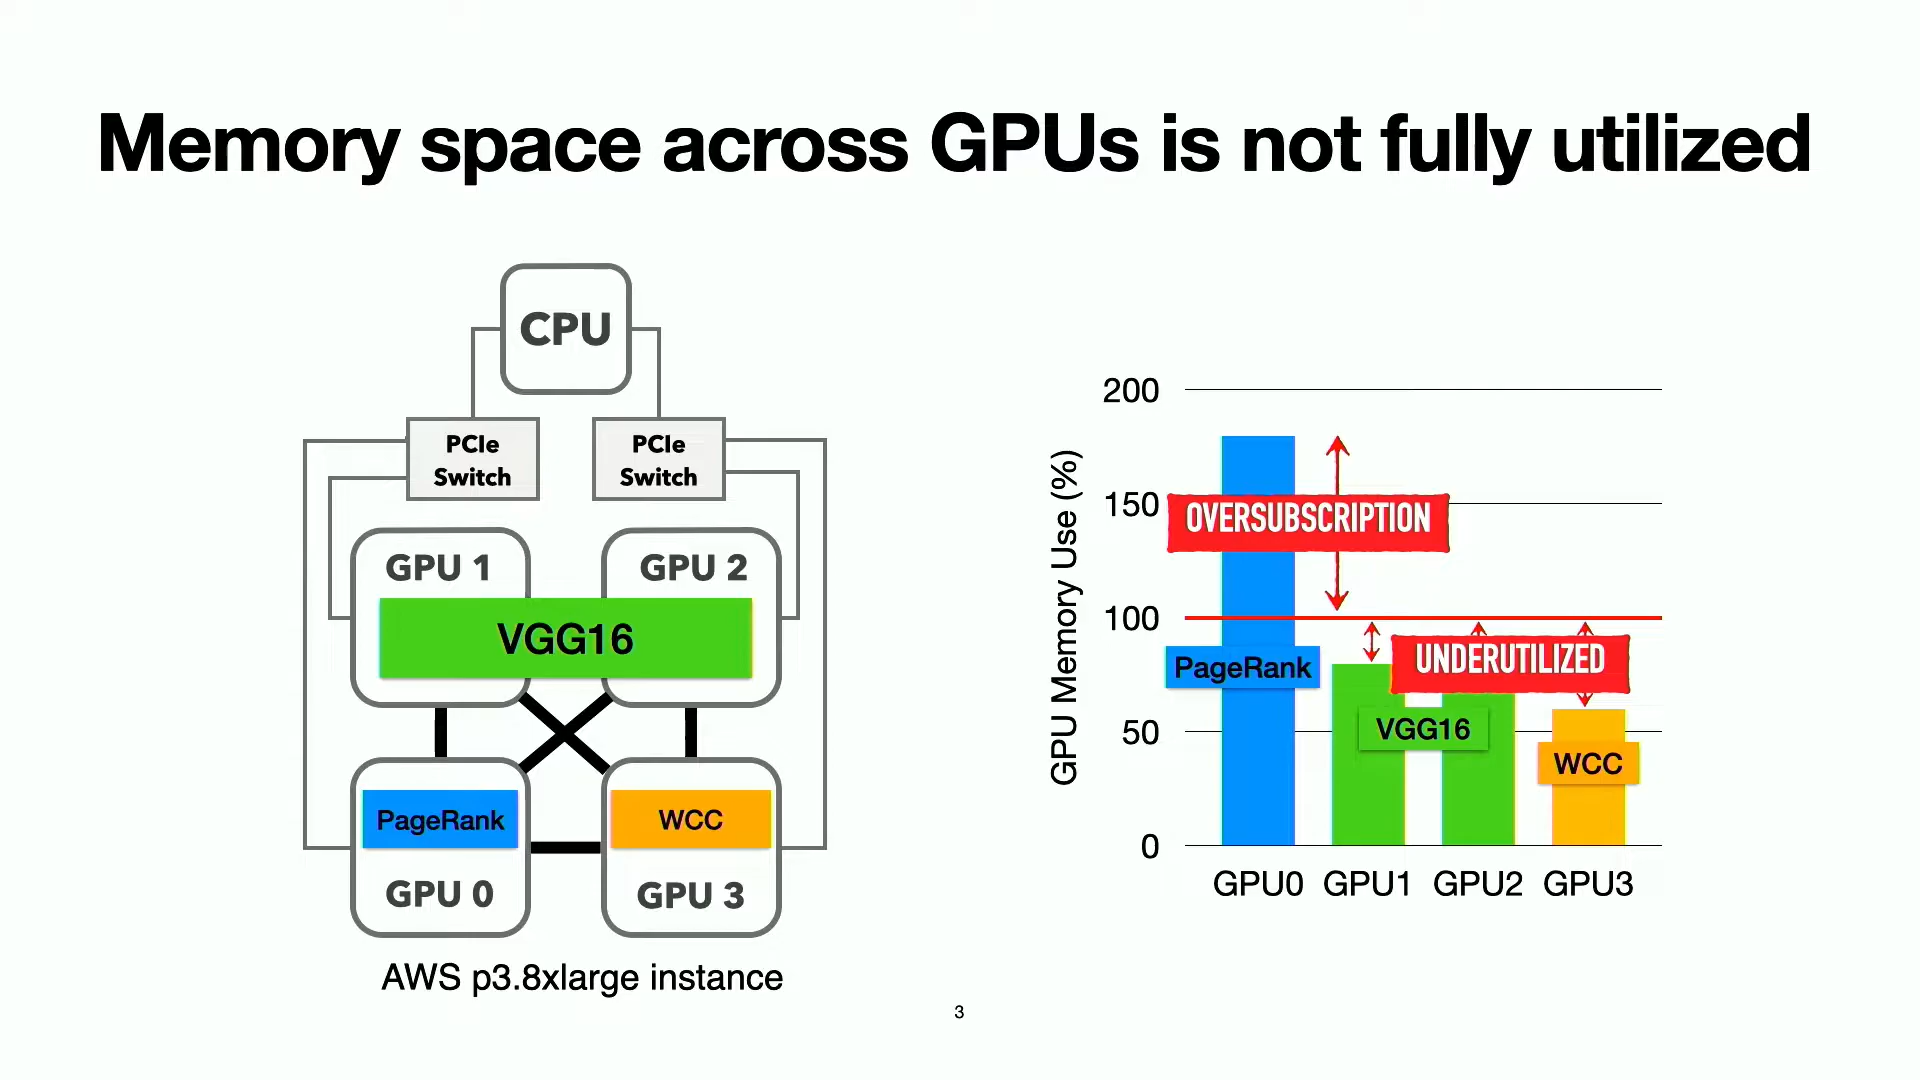 Memory space across GPUs is not fully utilized
CPU
PCIe
Switch
PCIe
Switch
GPU 1
GPU 2
VGG16
PageRank
WCC
GPU 0
GPU 3
AWS p3.8xlarge instance
GPU Memory Use (%)
200
150
100
50
0
OVERSUBSCRIPTION
UNDERUTILIZED
PageRank
VGG16
WCC
GPU0 GPU1 GPU2 GPU3
3